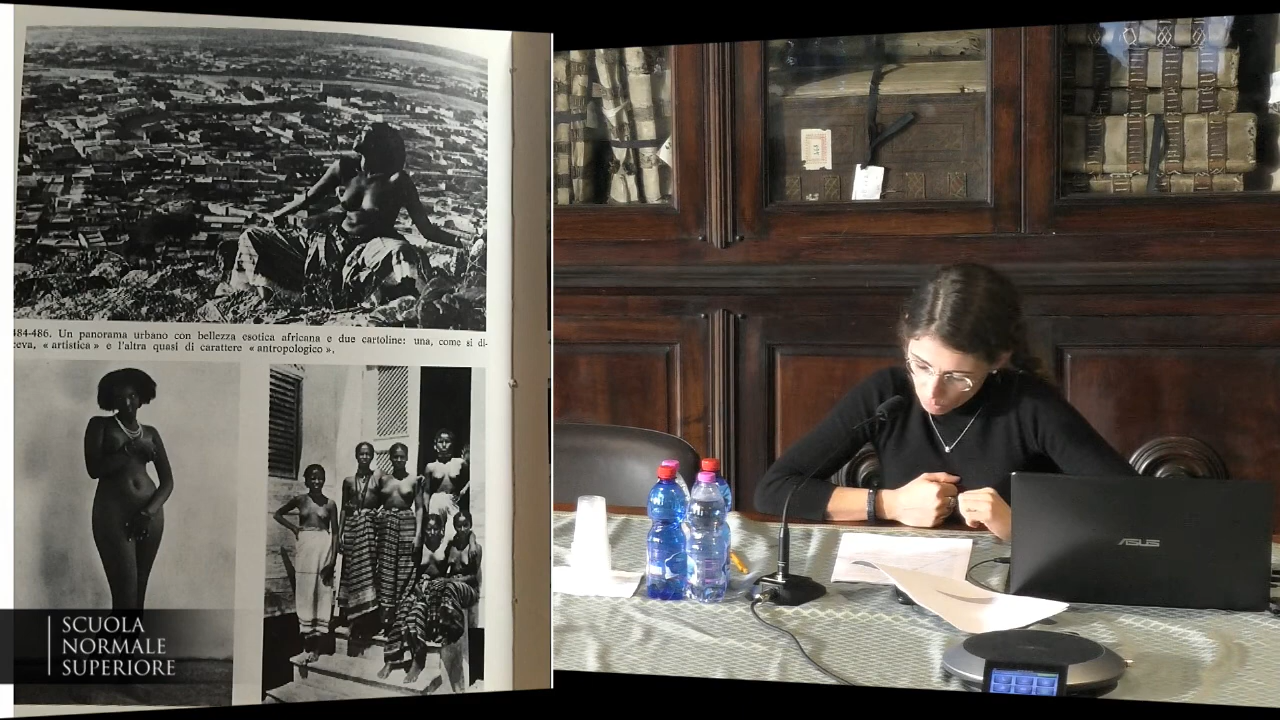 484-486. Un panorama urbano con bellezza esotica africana e due cartoline: una, come si di-
ceva, « artistica » e l'altra quasi di carattere « antropologico »,
SCUOLA
NORMALE
SUPERIORE
ASUS